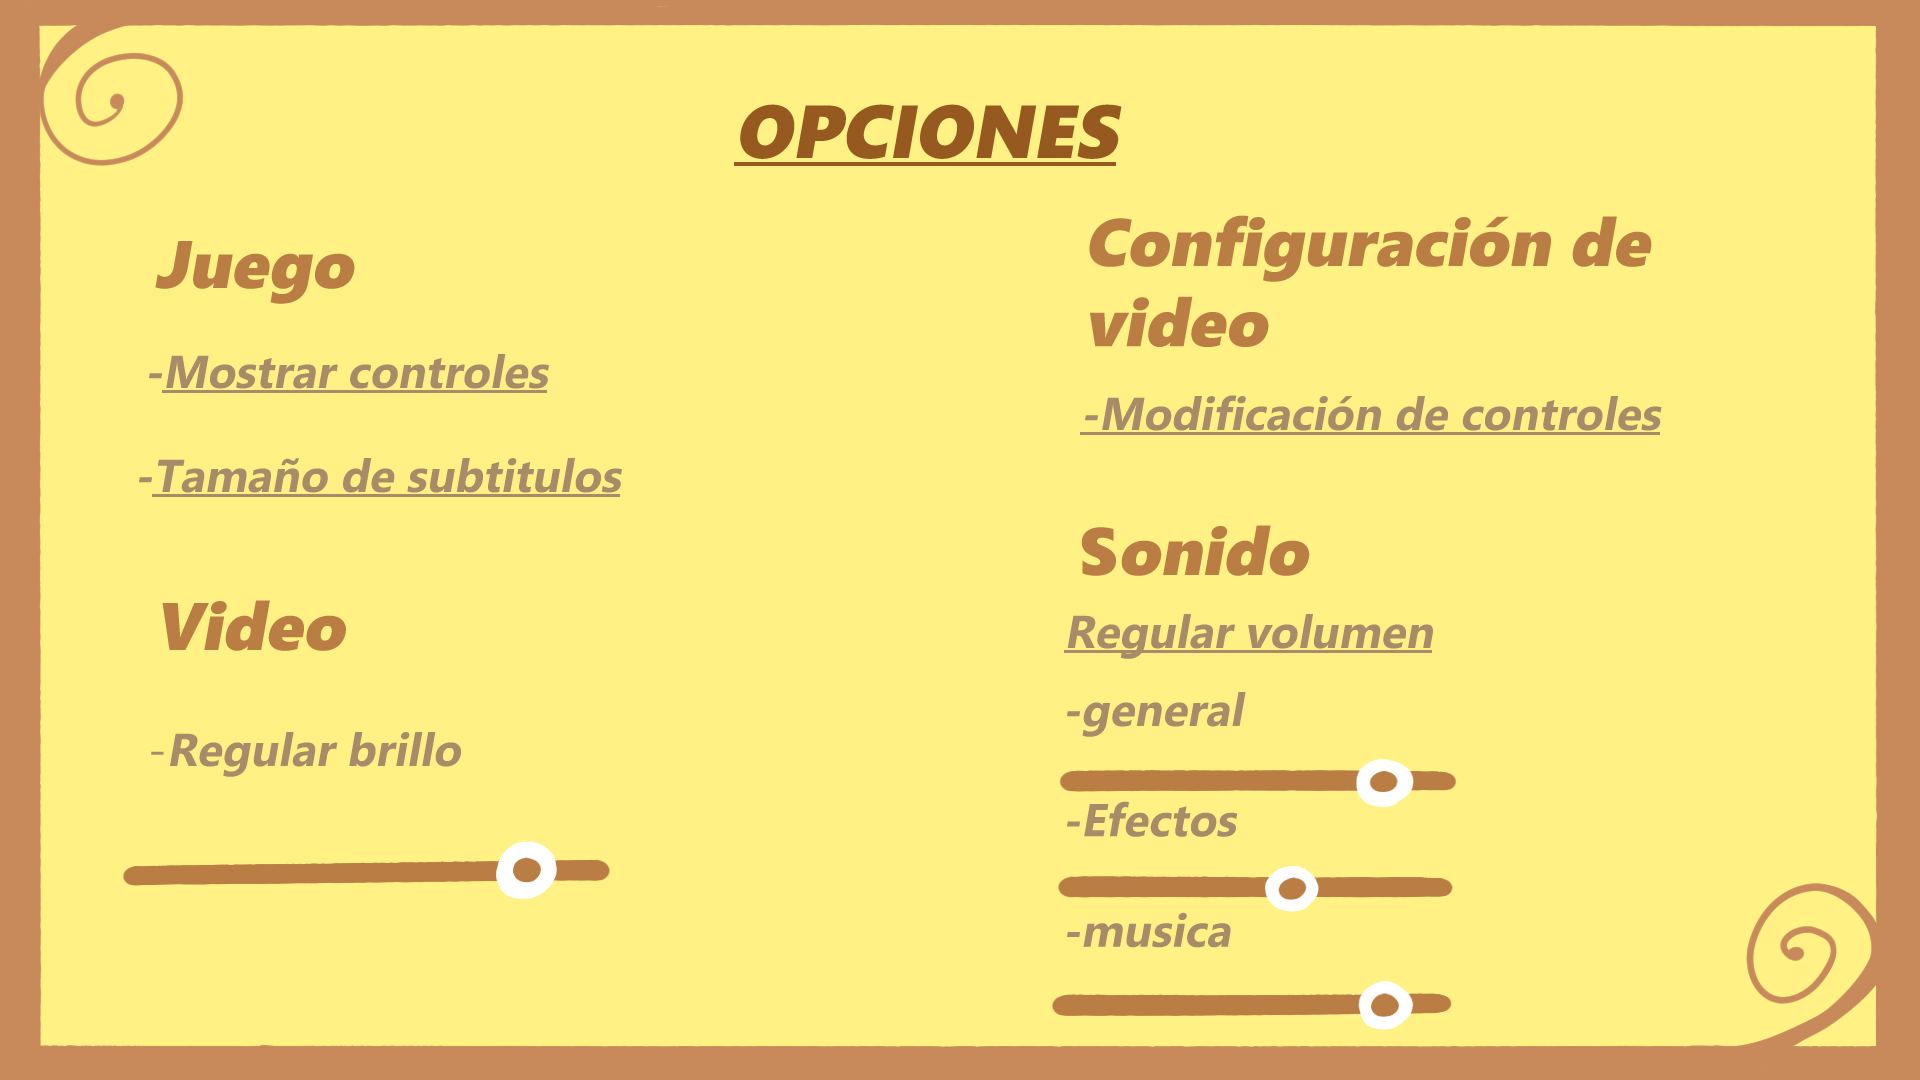 OPCIONES
Juego
-Mostrar controles
-Tamaño de subtitulos
Video
-Regular brillo
Configuración de
video
-Modificación de controles
Sonido
Regular volumen
-general
-Efectos
-musica